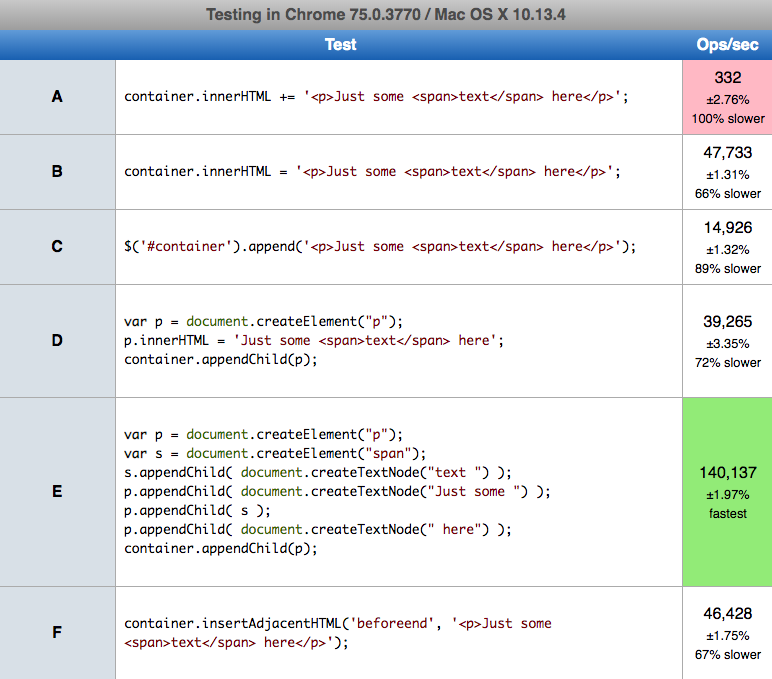 Testing in Chrome 75.0.3770 / Mac OS X 10.13.4
Test Ops/sec
A
container.innerHTML += '<p>Just some <span>text</span> here</p>';
332
±2.76%
100% slower
B
container.innerHTML = '<p>Just some <span>text</span> here</p>';
47,733
±1.31%
66% slower
C
$('#container').append('<p>Just some <span>text</span> here</p>');
14,926
±1.32%
89% slower
D
var p = document.createElement("p");
p.innerHTML = 'Just some <span>text</span> here';
container.appendChild(p);
39,265
±3.35%
72% slower
E
var p = document.createElement("p");
var s = document.createElement("span");
s.appendChild( document.createTextNode("text ") );
p.appendChild( document.createTextNode("Just some ") );
p.appendChild( s );
p.appendChild( document.createTextNode(" here") );
container.appendChild(p);
140,137
±1.97%
fastest
F
container.insertAdjacentHTML('beforeend', '<p>Just some
<span>text</span> here</p>');
46,428
±1.75%
67% slower